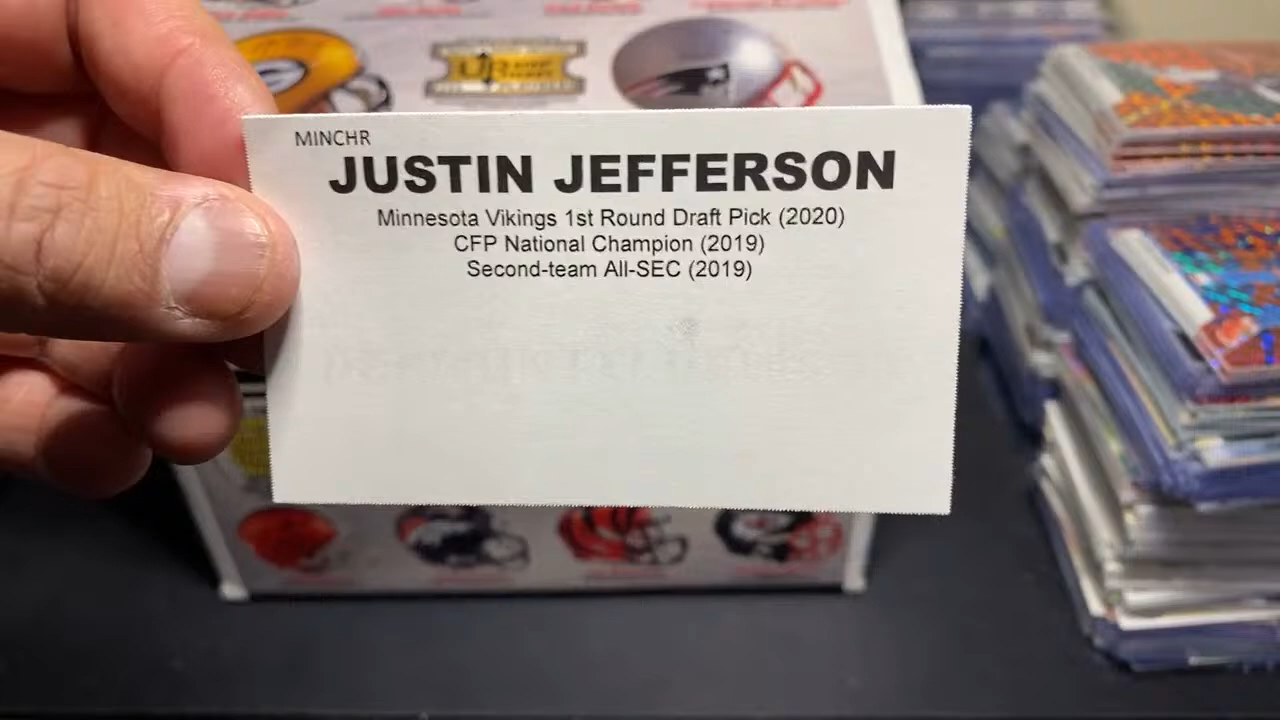 MINCHR
JUSTIN JEFFERSON
Minnesota Vikings 1st Round Draft Pick (2020)
CFP National Champion (2019)
Second-team All-SEC (2019)